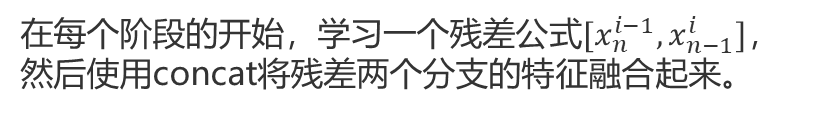 在每个阶段的开始，学习一个残差公式[$x_n^{i-1}, x_{n-1}^i$]，
然后使用concat将残差两个分支的特征融合起来。